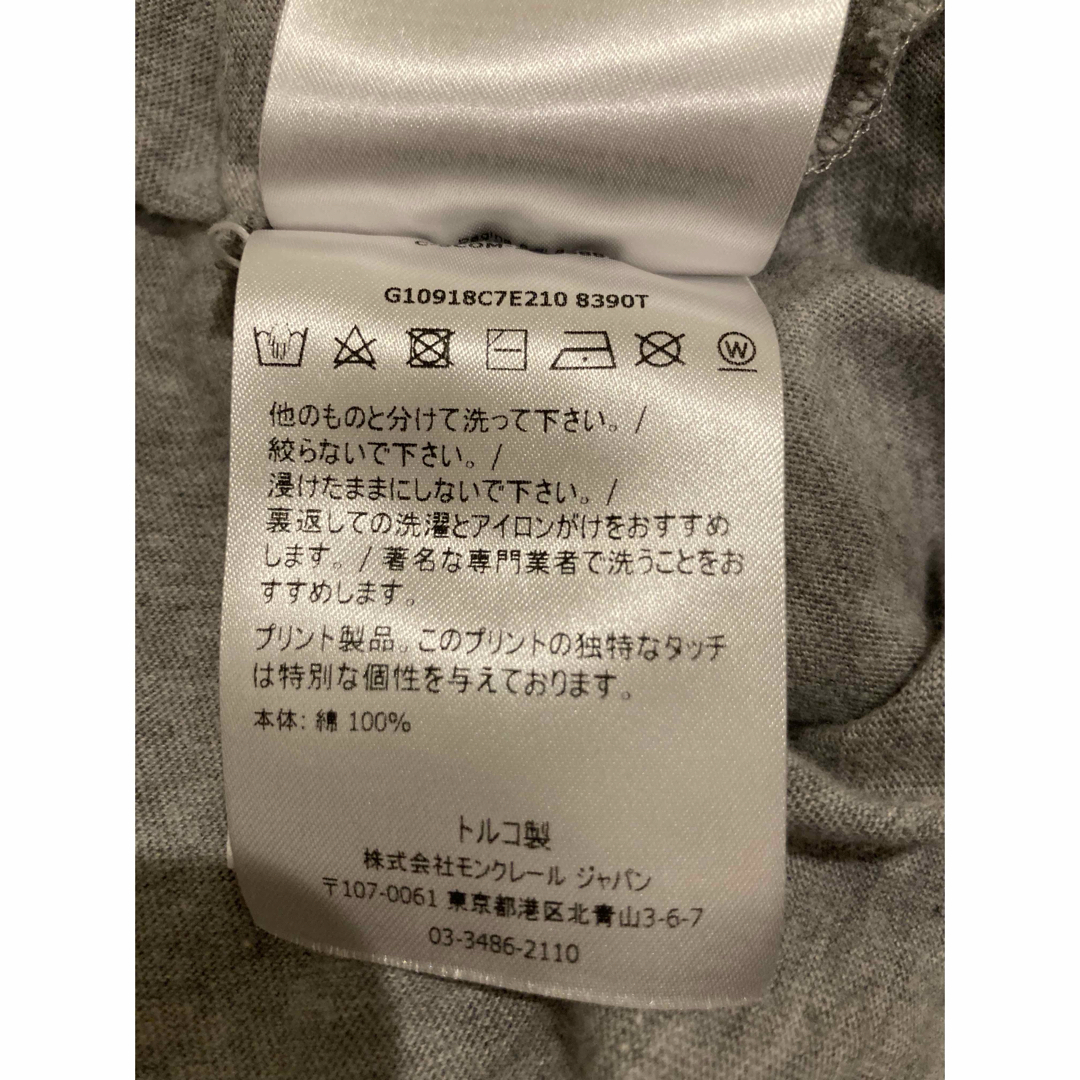 G10918C7E210 8390T
W
他のものと分けて洗って下さい。/
絞らないで下さい。/
浸けたままにしないで下さい。/
裏返しての洗濯とアイロンがけをおすすめ
します。/ 著名な専門業者で洗うことをお
すすめします。
プリント製品。このプリントの独特なタッチ
は特別な個性を与えております。
本体: 綿 100%
トルコ製
株式会社モンクレール ジャパン
〒107-0061 東京都港区北青山3-6-7
03-3486-2110